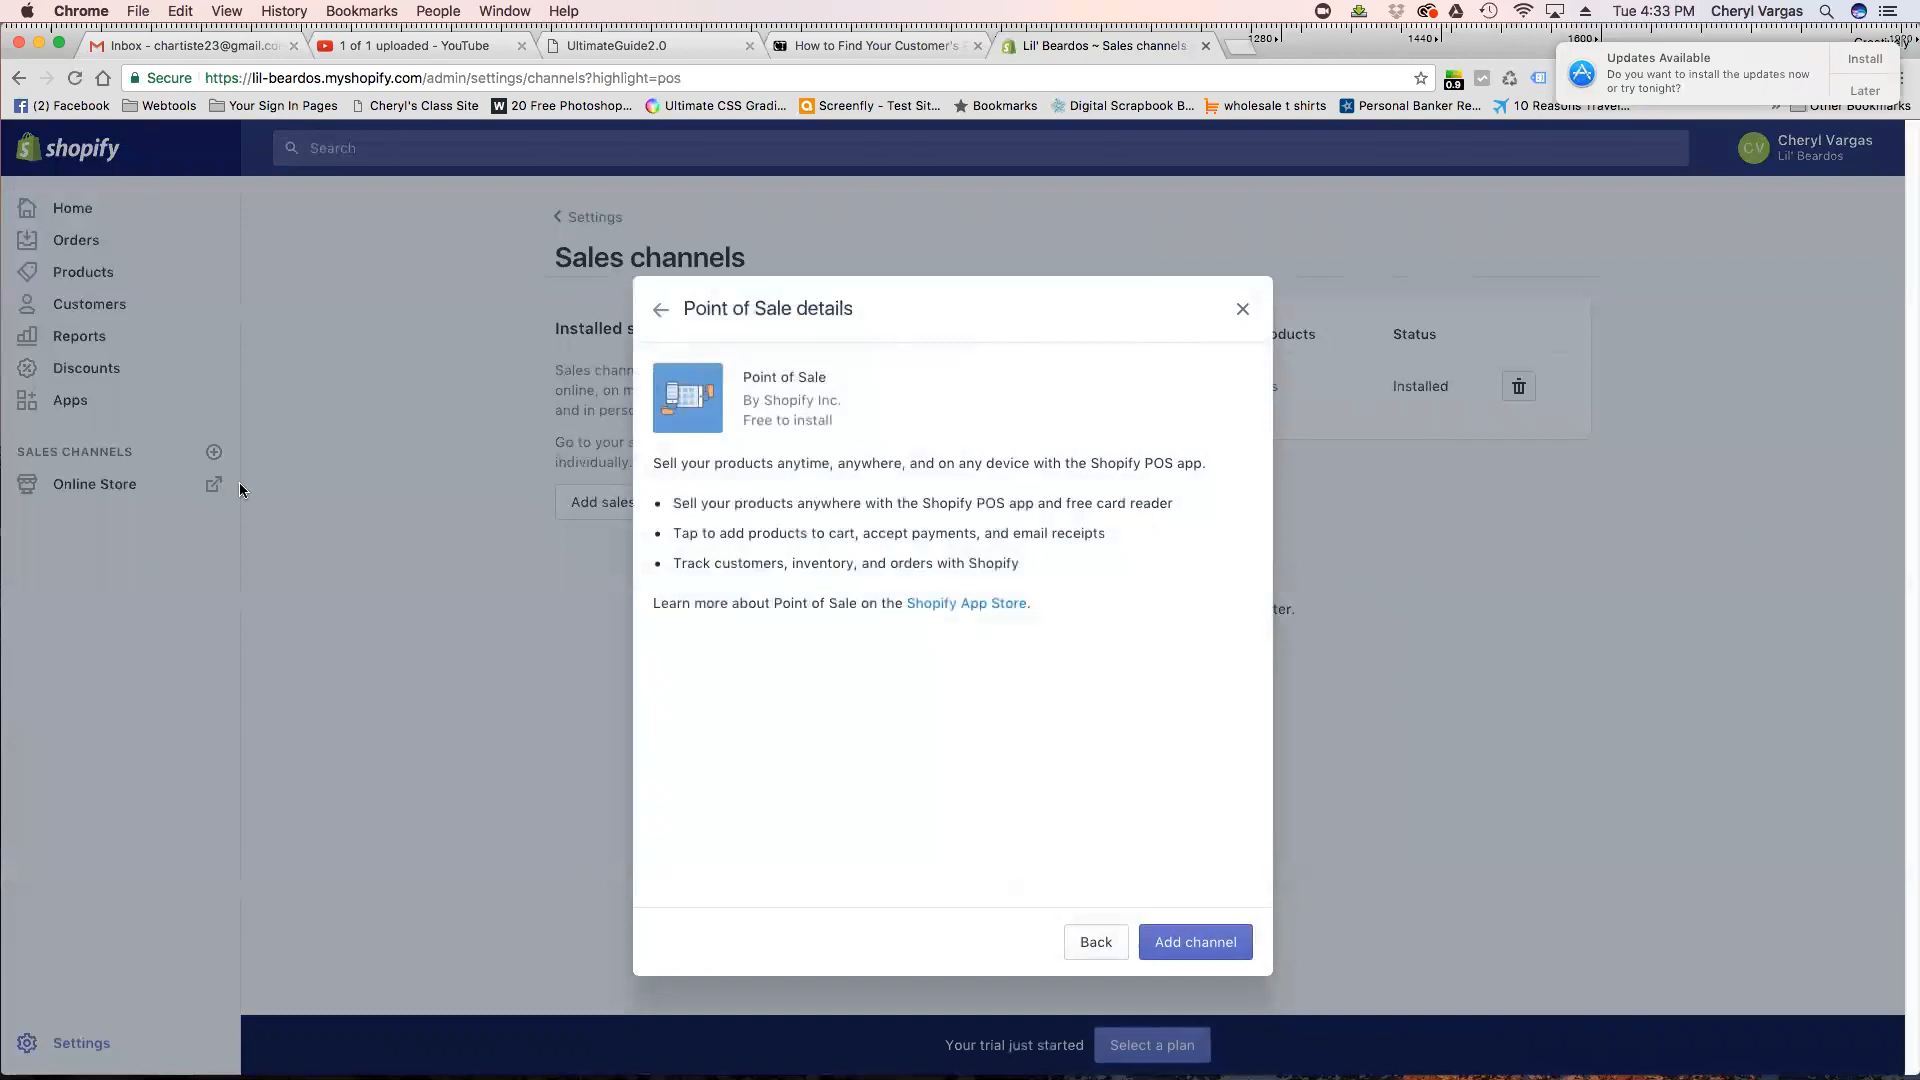 Chrome File Edit View History Bookmarks People Window Help Tue 4:33 PM Cheryl Vargas
Inbox - chartiste23@gmail.co
1 of 1 uploaded - YouTube
UltimateGuide2.0
How to Find Your Customer's
Lil' Beardos ~ Sales channels
1280 1440 1600
Secure https://lil-beardos.myshopify.com/admin/settings/channels?highlight=pos
0.9
Updates Available
Do you want to install the updates now
or try tonight?
Install
Later
(2) Facebook Webtools Your Sign In Pages Cheryl's Class Site 20 Free Photoshop... Ultimate CSS Gradi... Screenfly - Test Sit... Bookmarks Digital Scrapbook B... wholesale t shirts Personal Banker Re... 10 Reasons Travel... Other Bookmarks
shopify
Search
CV
Cheryl Vargas
Lil' Beardos
Home
Orders
Products
Customers
Reports
Discounts
Apps
SALES CHANNELS
Online Store
Settings
Settings
Sales channels
Installed s
Sales chann
online, on m
and in perso
Go to your s
individually.
Add sales
oducts
Status
s
Installed
ter.
Point of Sale details
Point of Sale
By Shopify Inc.
Free to install
Sell your products anytime, anywhere, and on any device with the Shopify POS app.
• Sell your products anywhere with the Shopify POS app and free card reader
• Tap to add products to cart, accept payments, and email receipts
• Track customers, inventory, and orders with Shopify
Learn more about Point of Sale on the Shopify App Store.
Back
Add channel
Your trial just started
Select a plan